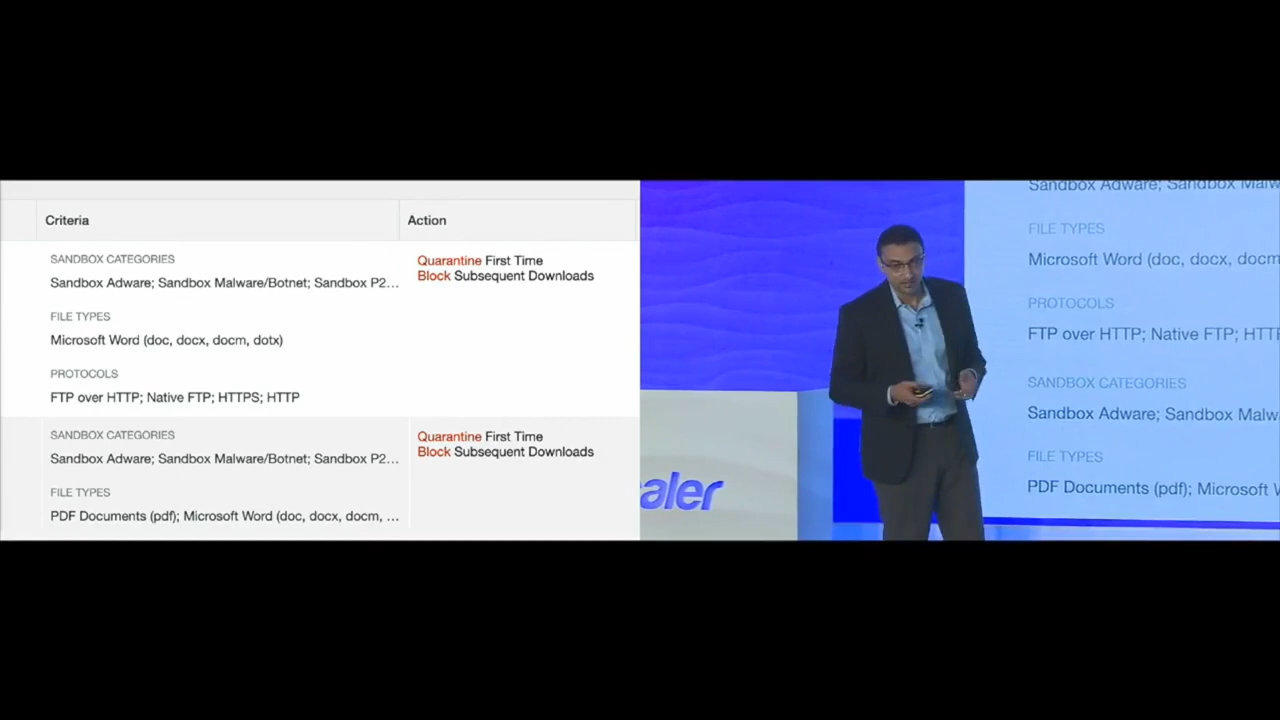 Criteria
Action
SANDBOX CATEGORIES
Quarantine First Time
Block Subsequent Downloads
Sandbox Adware; Sandbox Malware/Botnet; Sandbox P2...
FILE TYPES
Microsoft Word (doc, docx, docm, dotx)
PROTOCOLS
FTP over HTTP; Native FTP; HTTPS; HTTP
SANDBOX CATEGORIES
Quarantine First Time
Block Subsequent Downloads
Sandbox Adware; Sandbox Malware/Botnet; Sandbox P2...
FILE TYPES
PDF Documents (pdf); Microsoft Word (doc, docx, docm, ...
aler
Sandbox Adware; Sandbox Malw
FILE TYPES
Microsoft Word (doc, docx, docm
PROTOCOLS
FTP over HTTP; Native FTP; HTT
SANDBOX CATEGORIES
Sandbox Adware; Sandbox Malw
FILE TYPES
PDF Documents (pdf); Microsoft W